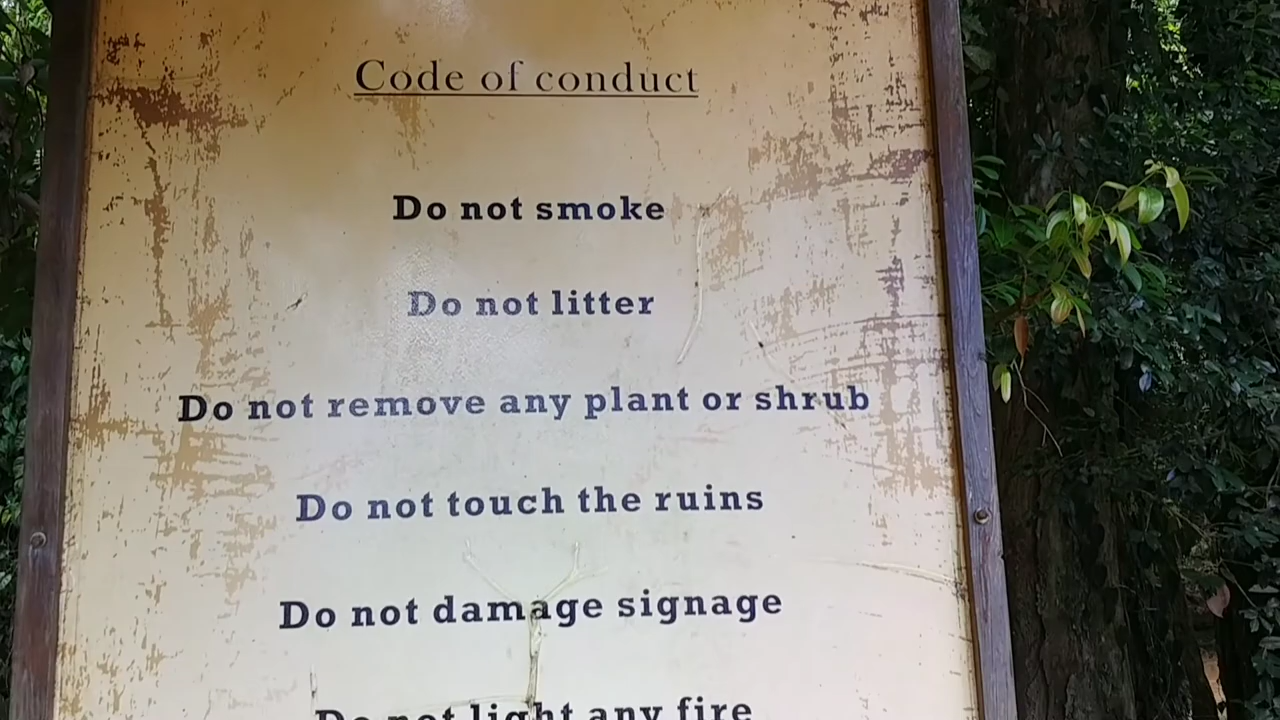 Code of conduct
Do not smoke
Do not litter
Do not remove any plant or shrub
Do not touch the ruins
Do not damage signage
Do not light any fire